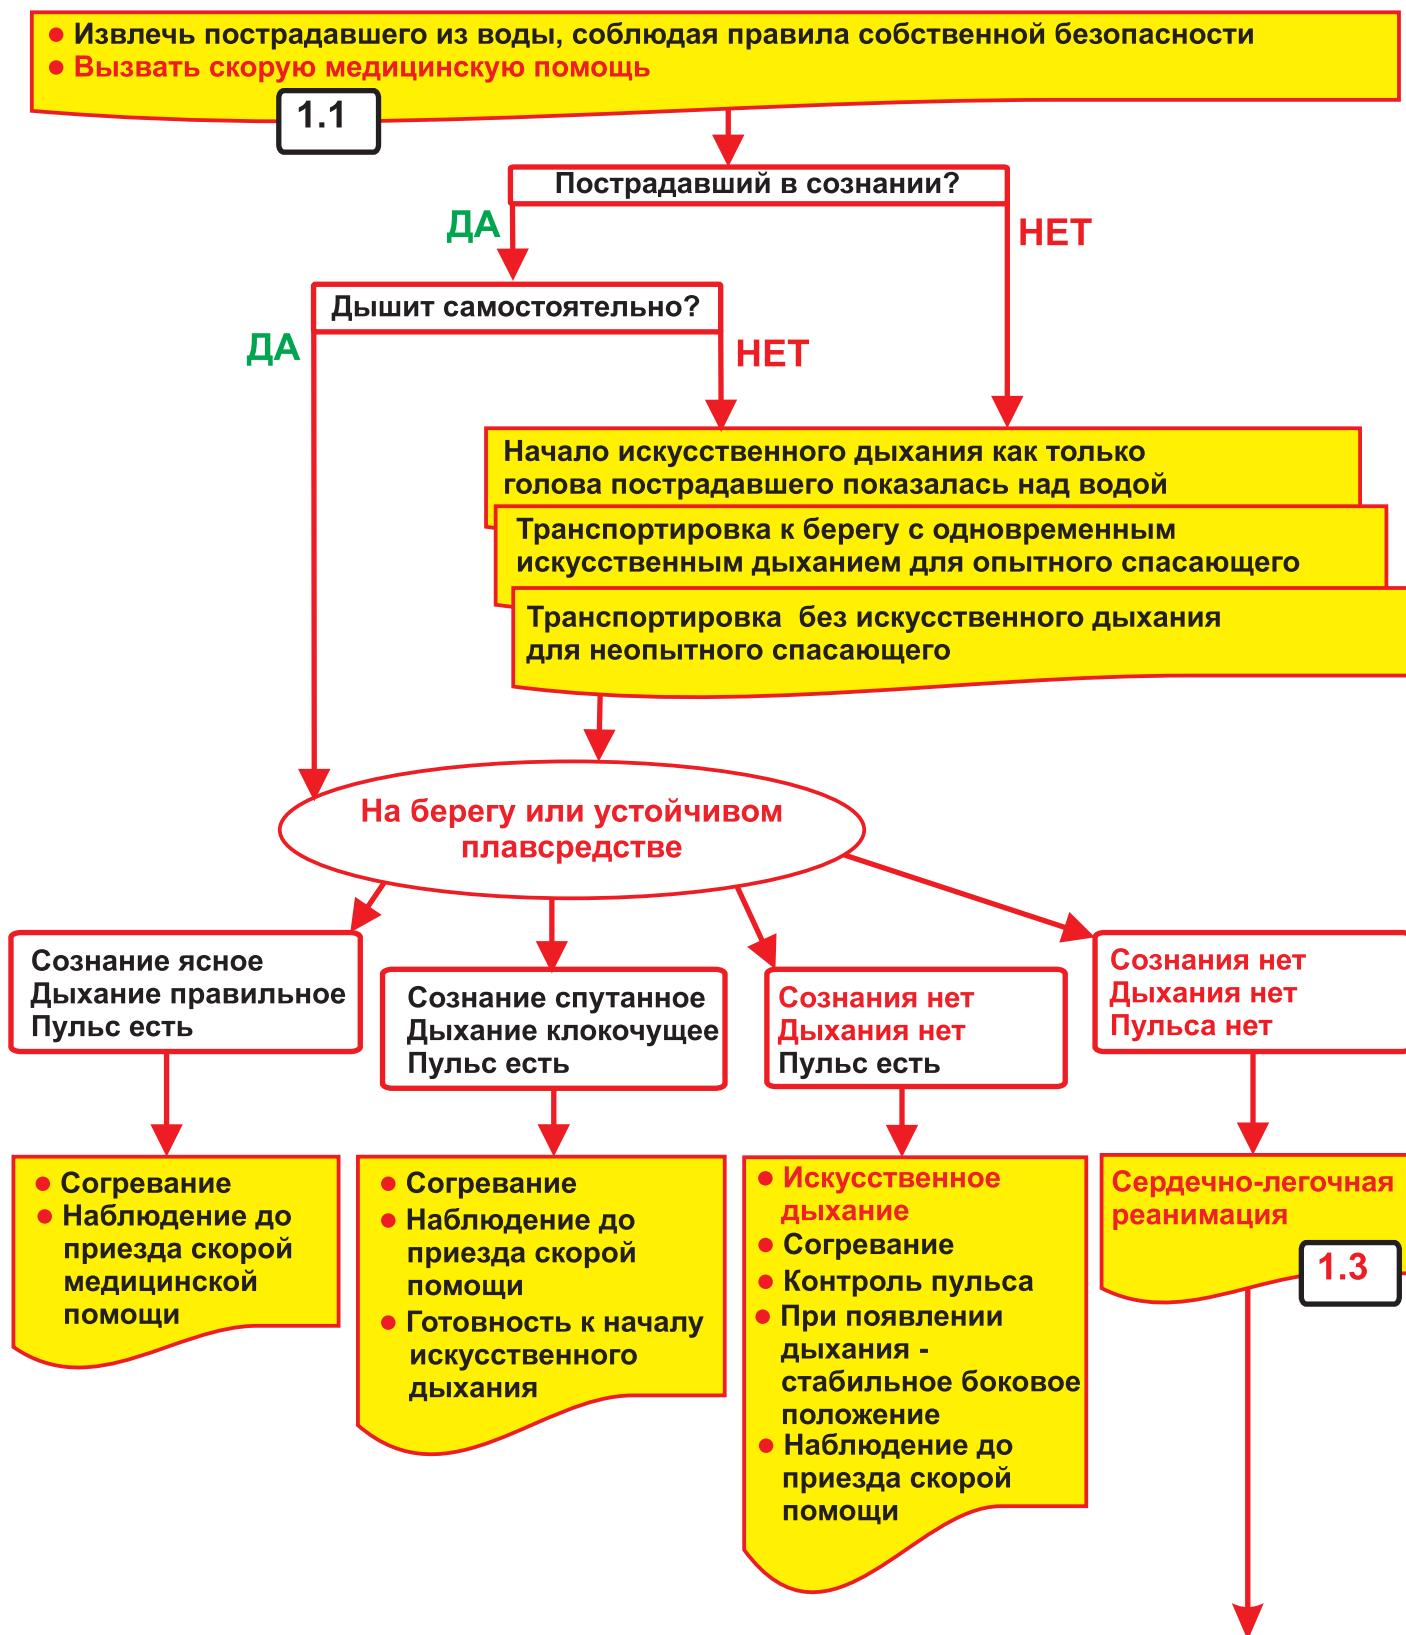 Извлечь пострадавшего из воды, соблюдая правила собственной безопасности
Вызвать скорую медицинскую помощь
1.1
Пострадавший в сознании?
ДА
НЕТ
Дышит самостоятельно?
ДА
НЕТ
Начало искусственного дыхания как только
голова пострадавшего показалась над водой
Транспортировка к берегу с одновременным
искусственным дыханием для опытного спасающего
Транспортировка без искусственного дыхания
для неопытного спасающего
На берегу или устойчивом
плавсредстве
Сознание ясное
Дыхание правильное
Пульс есть
Сознание спутанное
Дыхание клокочущее
Пульс есть
Сознания нет
Дыхания нет
Пульс есть
Сознания нет
Дыхания нет
Пульса нет
Согревание
Наблюдение до
приезда скорой
медицинской
помощи
Согревание
Наблюдение до
приезда скорой
помощи
Готовность к началу
искусственного
дыхания
Искусственное
дыхание
Согревание
Контроль пульса
При появлении
дыхания -
стабильное боковое
положение
Наблюдение до
приезда скорой
помощи
Сердечно-легочная
реанимация
1.3